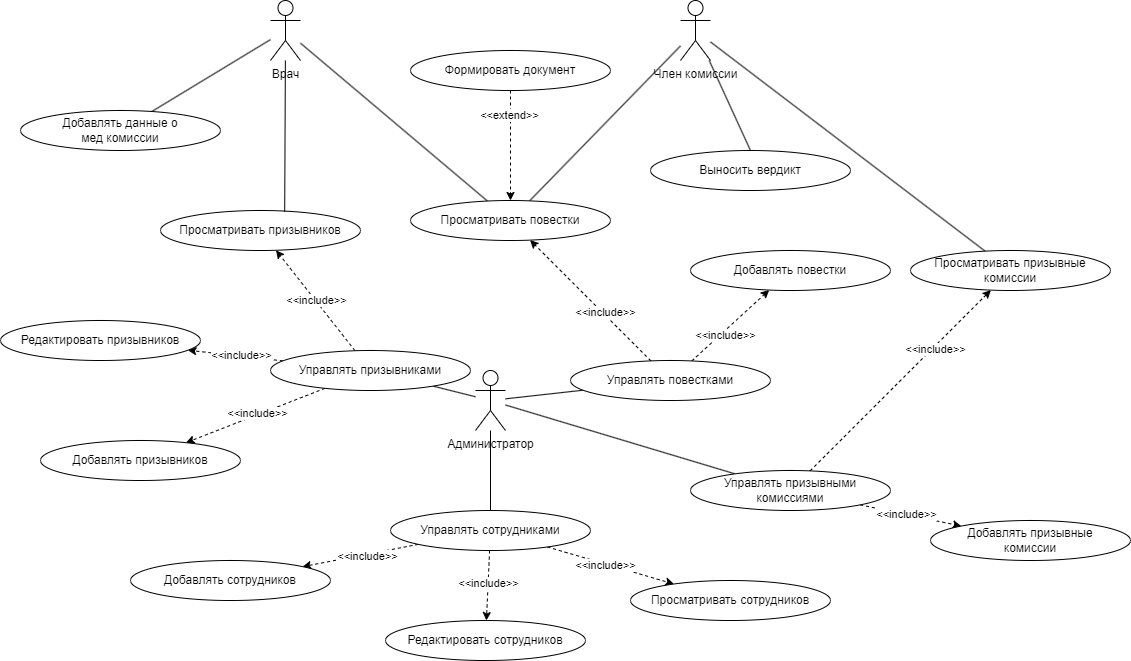 Врач
Член комиссии
Формировать документ
<<extend>>
Добавлять данные о
мед комиссии
Выносить вердикт
Просматривать призывников
Просматривать повестки
Просматривать призывные
комиссии
Добавлять повестки
<<include>>
<<include>>
<<include>>
<<include>>
Редактировать призывников
<<include>>
Управлять призывниками
Управлять повестками
<<include>>
Администратор
Добавлять призывников
Управлять призывными
комиссиями
<<include>>
Добавлять призывные
комиссии
Управлять сотрудниками
<<include>>
<<include>>
<<include>>
Добавлять сотрудников
Просматривать сотрудников
Редактировать сотрудников